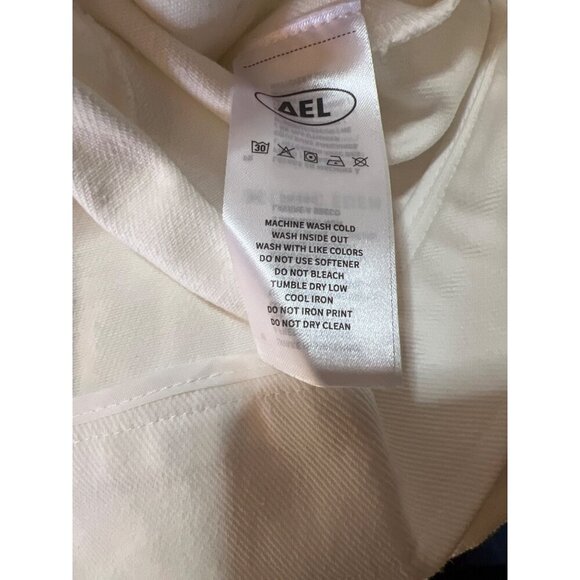 AEL
30
MACHINE WASH COLD
WASH INSIDE OUT
WASH WITH LIKE COLORS
DO NOT USE SOFTENER
DO NOT BLEACH
TUMBLE DRY LOW
COOL IRON
DO NOT IRON PRINT
DO NOT DRY CLEAN